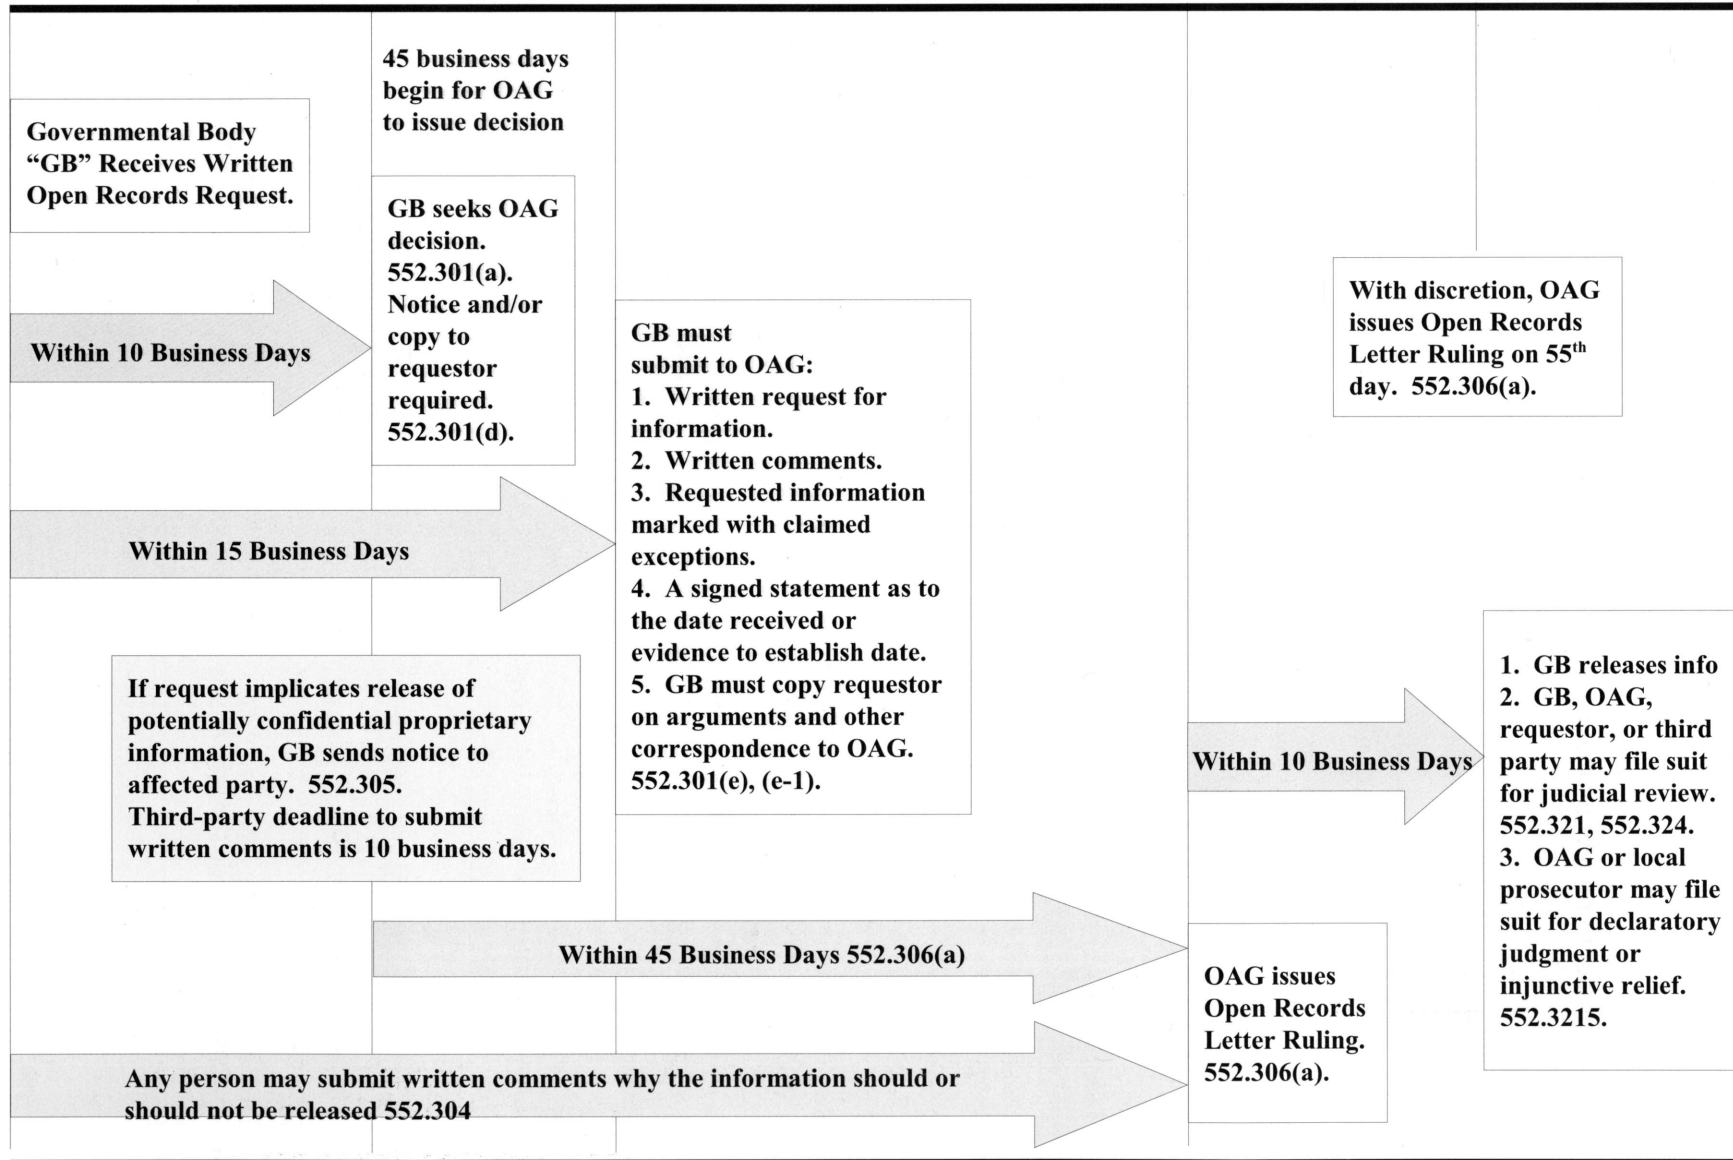 45 business days
begin for OAG
to issue decision
Governmental Body
“GB” Receives Written
Open Records Request.
GB seeks OAG
decision.
552.301(a).
Notice and/or
copy to
requestor
required.
552.301(d).
Within 10 Business Days
GB must
submit to OAG:
1. Written request for
information.
2. Written comments.
3. Requested information
marked with claimed
exceptions.
4. A signed statement as to
the date received or
evidence to establish date.
5. GB must copy requestor
on arguments and other
correspondence to OAG.
552.301(e), (e-1).
With discretion, OAG
issues Open Records
Letter Ruling on 55th
day. 552.306(a).
Within 15 Business Days
If request implicates release of
potentially confidential proprietary
information, GB sends notice to
affected party. 552.305.
Third-party deadline to submit
written comments is 10 business days.
Within 10 Business Days
1. GB releases info
2. GB, OAG,
requestor, or third
party may file suit
for judicial review.
552.321, 552.324.
3. OAG or local
prosecutor may file
suit for declaratory
judgment or
injunctive relief.
552.3215.
Within 45 Business Days 552.306(a)
OAG issues
Open Records
Letter Ruling.
552.306(a).
Any person may submit written comments why the information should or
should not be released 552.304